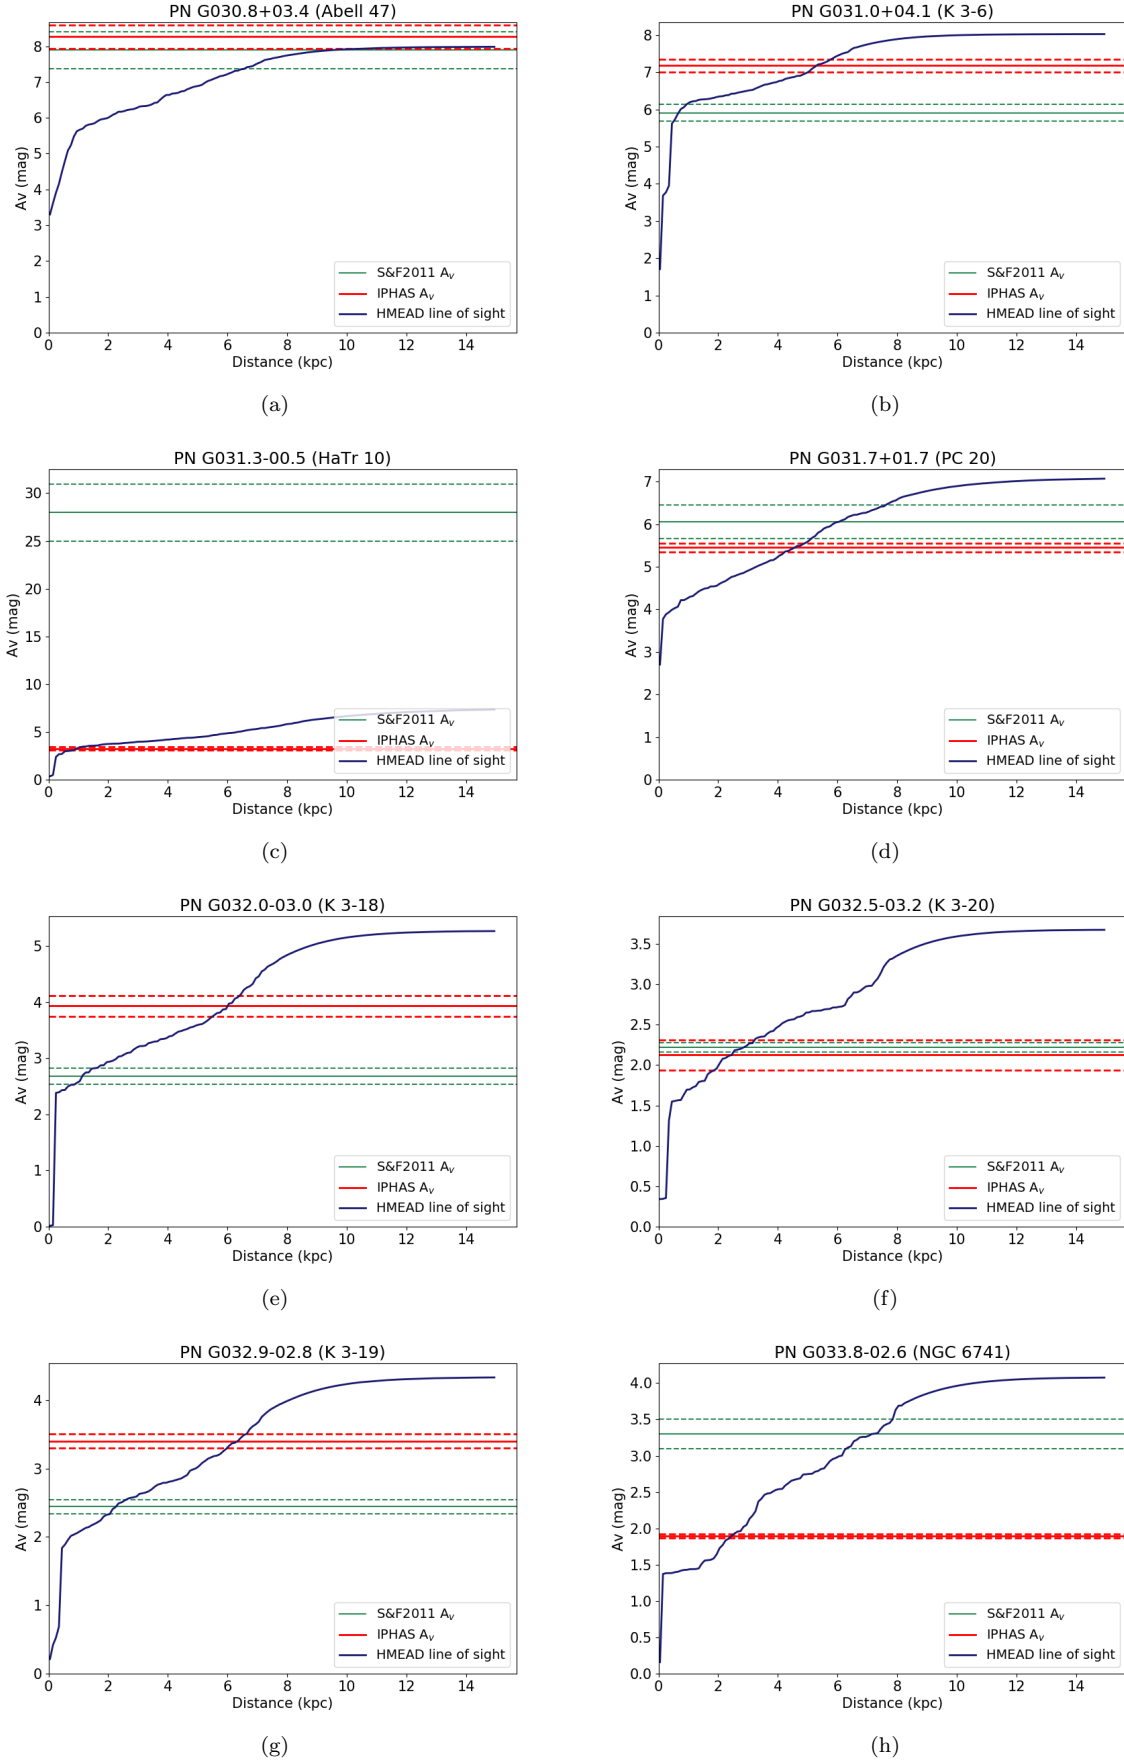 PN G030.8+03.4 (Abell 47)
8
7
6
5
4
3
2
1
0
Av (mag)
S&F2011 Av
IPHAS Av
HMEAD line of sight
0 2 4 6 8 10 12 14
Distance (kpc)
(a)
PN G031.0+04.1 (K 3-6)
8
7
6
5
4
3
2
1
0
Av (mag)
S&F2011 Av
IPHAS Av
HMEAD line of sight
0 2 4 6 8 10 12 14
Distance (kpc)
(b)
PN G031.3-00.5 (HaTr 10)
30
25
20
15
10
5
0
Av (mag)
S&F2011 Av
IPHAS Av
HMEAD line of sight
0 2 4 6 8 10 12 14
Distance (kpc)
(c)
PN G031.7+01.7 (PC 20)
7
6
5
4
3
2
1
0
Av (mag)
S&F2011 Av
IPHAS Av
HMEAD line of sight
0 2 4 6 8 10 12 14
Distance (kpc)
(d)
PN G032.0-03.0 (K 3-18)
5
4
3
2
1
0
Av (mag)
S&F2011 Av
IPHAS Av
HMEAD line of sight
0 2 4 6 8 10 12 14
Distance (kpc)
(e)
PN G032.5-03.2 (K 3-20)
3.5
3.0
2.5
2.0
1.5
1.0
0.5
0.0
Av (mag)
S&F2011 Av
IPHAS Av
HMEAD line of sight
0 2 4 6 8 10 12 14
Distance (kpc)
(f)
PN G032.9-02.8 (K 3-19)
4
3
2
1
0
Av (mag)
S&F2011 Av
IPHAS Av
HMEAD line of sight
0 2 4 6 8 10 12 14
Distance (kpc)
(g)
PN G033.8-02.6 (NGC 6741)
4.0
3.5
3.0
2.5
2.0
1.5
1.0
0.5
0.0
Av (mag)
S&F2011 Av
IPHAS Av
HMEAD line of sight
0 2 4 6 8 10 12 14
Distance (kpc)
(h)